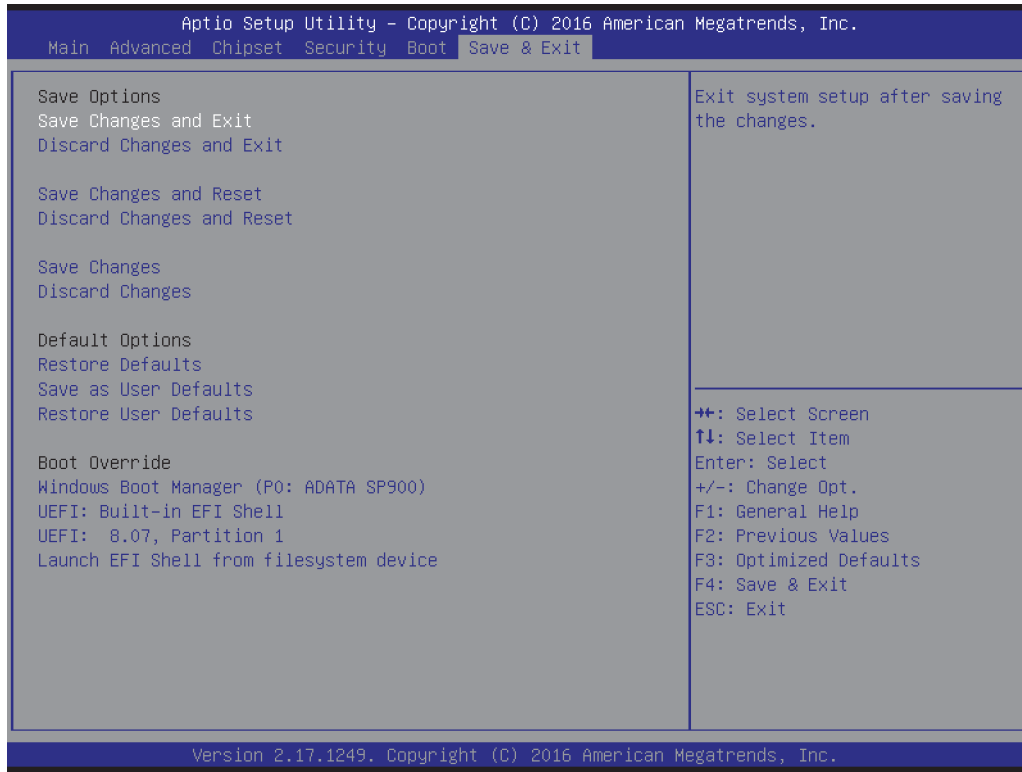 Aptio Setup Utility – Copyright (C) 2016 American Megatrends, Inc.
Main Advanced Chipset Security Boot Save & Exit
Save Options
Save Changes and Exit
Discard Changes and Exit
Save Changes and Reset
Discard Changes and Reset
Save Changes
Discard Changes
Default Options
Restore Defaults
Save as User Defaults
Restore User Defaults
Boot Override
Windows Boot Manager (P0: ADATA SP900)
UEFI: Built-in EFI Shell
UEFI: 8.07, Partition 1
Launch EFI Shell from filesystem device
Exit system setup after saving
the changes.
→←: Select Screen
↑↓: Select Item
Enter: Select
+/-: Change Opt.
F1: General Help
F2: Previous Values
F3: Optimized Defaults
F4: Save & Exit
ESC: Exit
Version 2.17.1249. Copyright (C) 2016 American Megatrends, Inc.